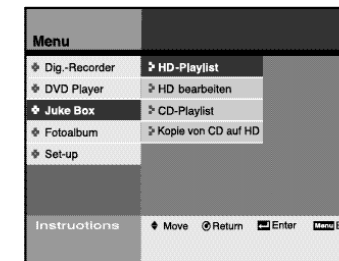 Menu
Dig.-Recorder
HD-Playlist
DVD Player
HD bearbeiten
Juke Box
CD-Playlist
Fotoalbum
Kopie von CD auf HD
Set-up
Instructions Move Return Enter Menu